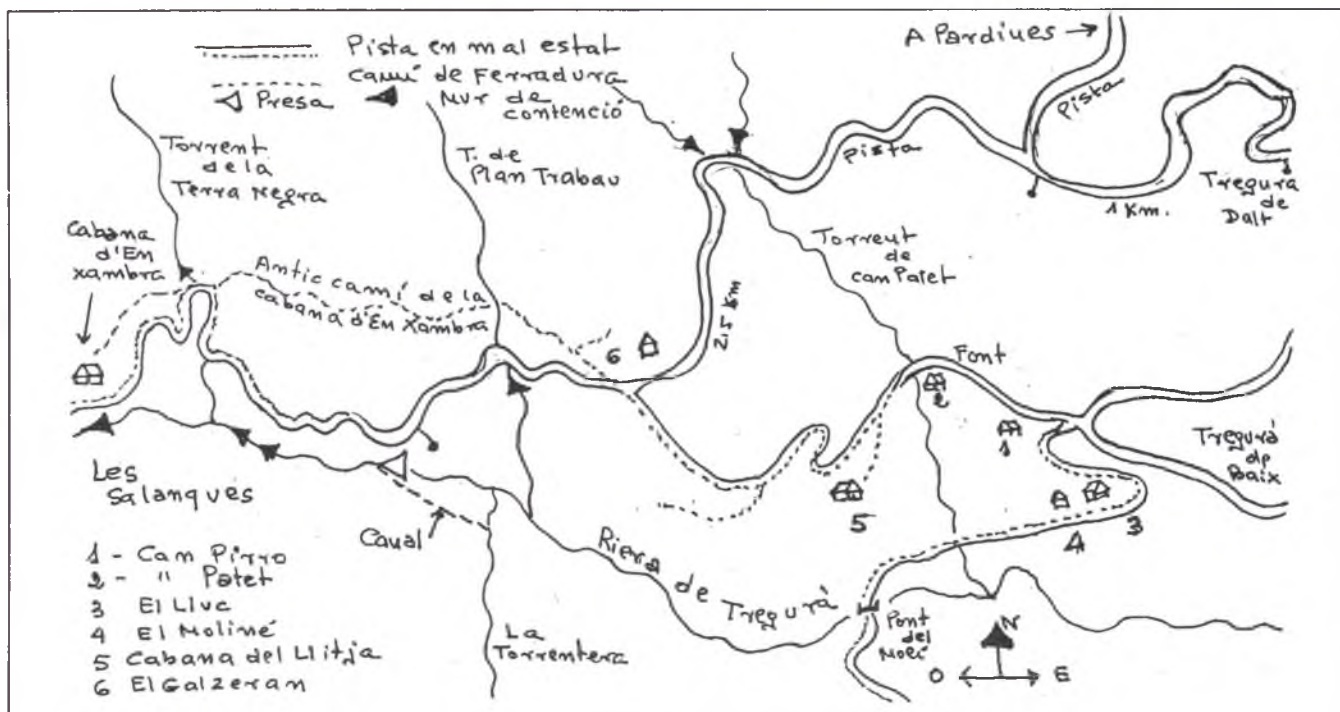 Pista en mal estat
Camí de Ferradura
Presa
Mur de
contenció
A Pardines
Pista
Pista
1 Km.
Tregurà
de
Dalt
Torrent
de la
Terra Negra
T. de
Plan Trabau
Cabana
d'En
Xambra
Antic camí de la
cabana d'En Xambra
2,5 Km
Torrent
de
can Patet
6
Font
2
1
Tregurà
de
Baix
5
4
3
Les
Salanques
Canal
Riera de Tregurà
La
Torrentera
Pont
del
Molí
N
O
E
1 - Can Pirro
2 - " Patet
3 El Lluc
4 El Moliné
5 Cabana del Llitja
6 El Galzeran